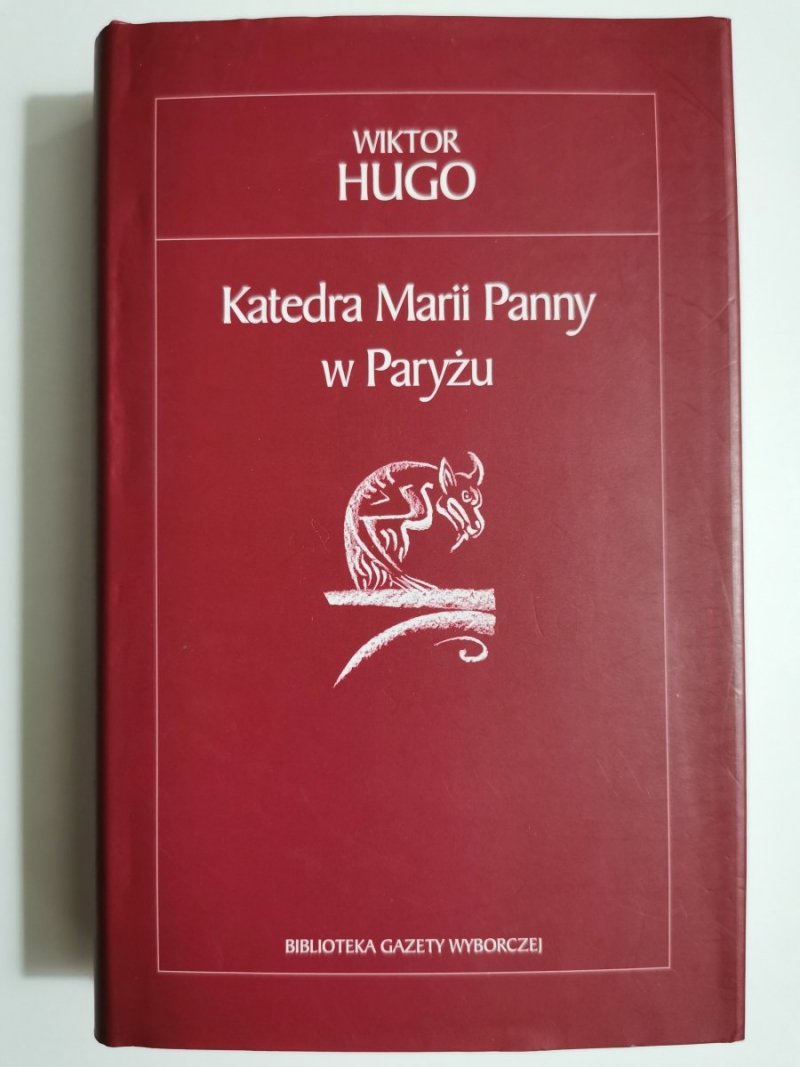 WIKTOR
HUGO
Katedra Marii Panny
w Paryżu
BIBLIOTEKA GAZETY WYBORCZEJ